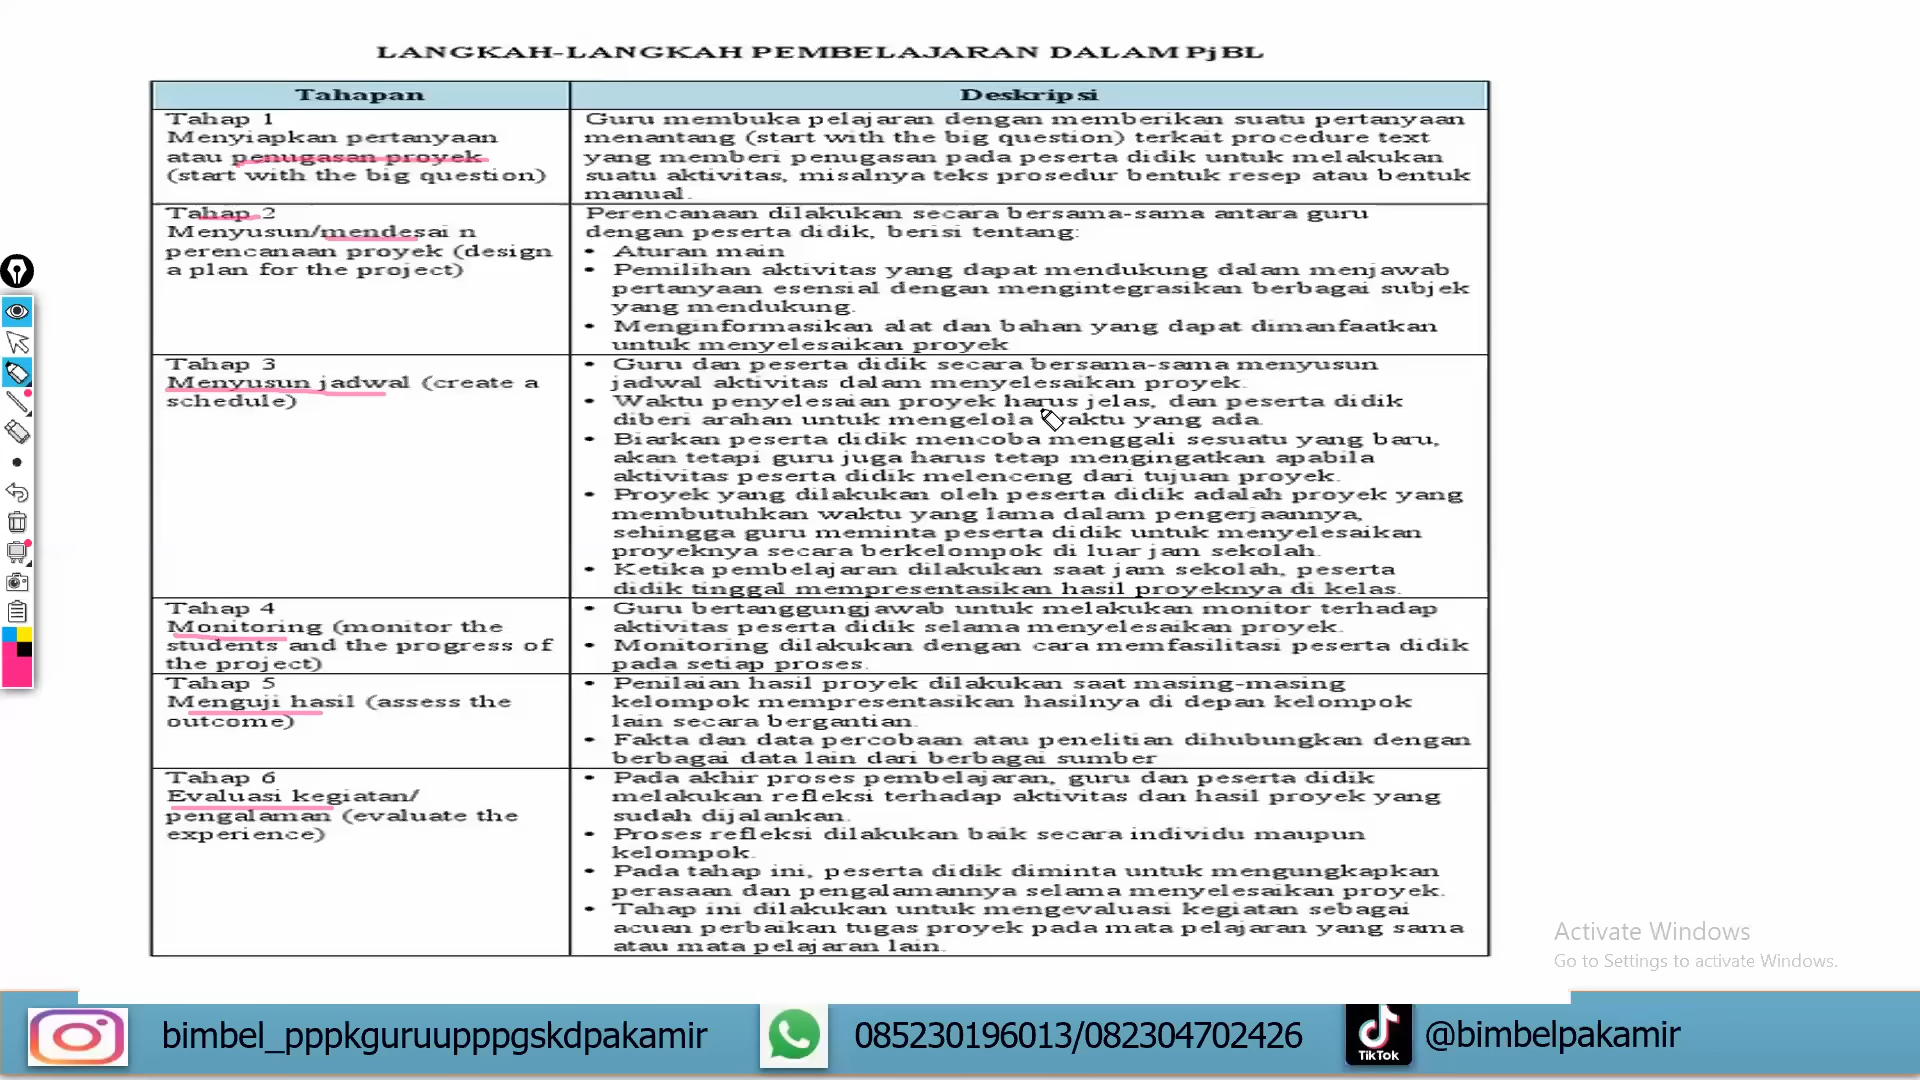 LANGKAH-LANGKAH PEMBELAJARAN DALAM PjBL
Tahapan
Deskripsi
Tahap 1
Menyiapkan pertanyaan
atau penugasan proyek
(start with the big question)
Guru membuka pelajaran dengan memberikan suatu pertanyaan
menantang (start with the big question) terkait procedure text
yang memberi penugasan pada peserta didik untuk melakukan
suatu aktivitas, misalnya teks prosedur bentuk resep atau bentuk
manual.
Tahap 2
Menyusun/mendesai n
perencanaan proyek (design
a plan for the project)
Perencanaan dilakukan secara bersama-sama antara guru
dengan peserta didik, berisi tentang:
• Aturan main
• Pemilihan aktivitas yang dapat mendukung dalam menjawab
pertanyaan esensial dengan mengintegrasikan berbagai subjek
yang mendukung.
• Menginformasikan alat dan bahan yang dapat dimanfaatkan
untuk menyelesaikan proyek
Tahap 3
Menyusun jadwal (create a
schedule)
• Guru dan peserta didik secara bersama-sama menyusun
jadwal aktivitas dalam menyelesaikan proyek.
• Waktu penyelesaian proyek harus jelas, dan peserta didik
diberi arahan untuk mengelola waktu yang ada.
• Biarkan peserta didik mencoba menggali sesuatu yang baru,
akan tetapi guru juga harus tetap mengingatkan apabila
aktivitas peserta didik melenceng dari tujuan proyek.
• Proyek yang dilakukan oleh peserta didik adalah proyek yang
membutuhkan waktu yang lama dalam pengerjaannya,
sehingga guru meminta peserta didik untuk menyelesaikan
proyeknya secara berkelompok di luar jam sekolah.
• Ketika pembelajaran dilakukan saat jam sekolah, peserta
didik tinggal mempresentasikan hasil proyeknya di kelas.
Tahap 4
Monitoring (monitor the
students and the progress of
the project)
• Guru bertanggungjawab untuk melakukan monitor terhadap
aktivitas peserta didik selama menyelesaikan proyek.
• Monitoring dilakukan dengan cara memfasilitasi peserta didik
pada setiap proses.
Tahap 5
Menguji hasil (assess the
outcome)
• Penilaian hasil proyek dilakukan saat masing-masing
kelompok mempresentasikan hasilnya di depan kelompok
lain secara bergantian.
• Fakta dan data percobaan atau penelitian dihubungkan dengan
berbagai data lain dari berbagai sumber
Tahap 6
Evaluasi kegiatan/
pengalaman (evaluate the
experience)
• Pada akhir proses pembelajaran, guru dan peserta didik
melakukan refleksi terhadap aktivitas dan hasil proyek yang
sudah dijalankan.
• Proses refleksi dilakukan baik secara individu maupun
kelompok.
• Pada tahap ini, peserta didik diminta untuk mengungkapkan
perasaan dan pengalamannya selama menyelesaikan proyek.
• Tahap ini dilakukan untuk mengevaluasi kegiatan sebagai
acuan perbaikan tugas proyek pada mata pelajaran yang sama
atau mata pelajaran lain.
Activate Windows
Go to Settings to activate Windows.
bimbel_pppkguruupppgskdpakamir
085230196013/082304702426
TikTok
@bimbelpakamir